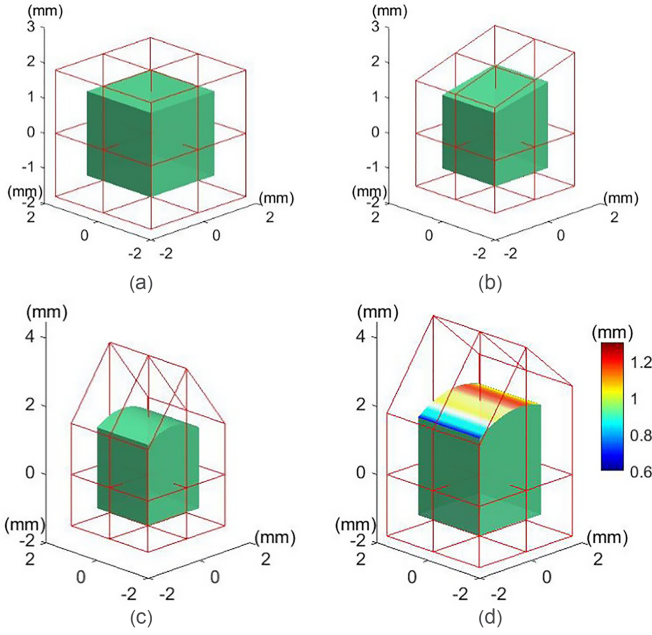 (mm) (mm)
3 3
2 2
1 1
0 0
-1 -1
(mm) (mm) (mm) (mm)
-2 -2
2 2 2 2
0 0 0 0
-2 -2 -2 -2
(a) (b)
(mm) (mm)
(mm)
4 4
1.2
2 2
1
0.8
0 0
0.6
(mm) (mm) (mm) (mm)
-2 -2
2 2 2 2
0 0 0 0
-2 -2 -2 -2
(c) (d)